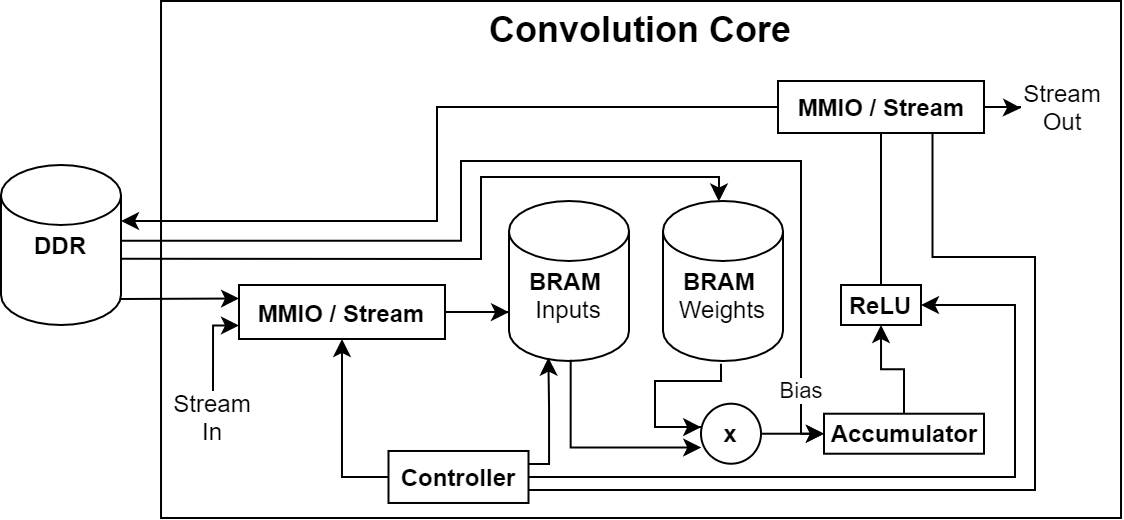 Convolution Core
MMIO / Stream
Stream
Out
DDR
BRAM
Inputs
BRAM
Weights
MMIO / Stream
ReLU
Stream
In
Bias
x
Accumulator
Controller